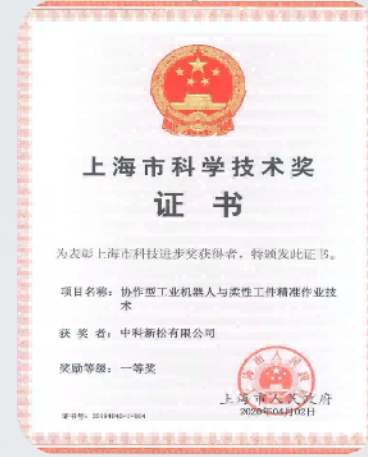 上海市科学技术奖
证 书
为表彰上海市科技进步奖获得者，特颁发此证书。
项目名称：协作型工业机器人与柔性工件精准作业技
术
获 奖 者：中科新松有限公司
奖励等级：一等奖
上海市人民政府
2020年04月02日
证书号：